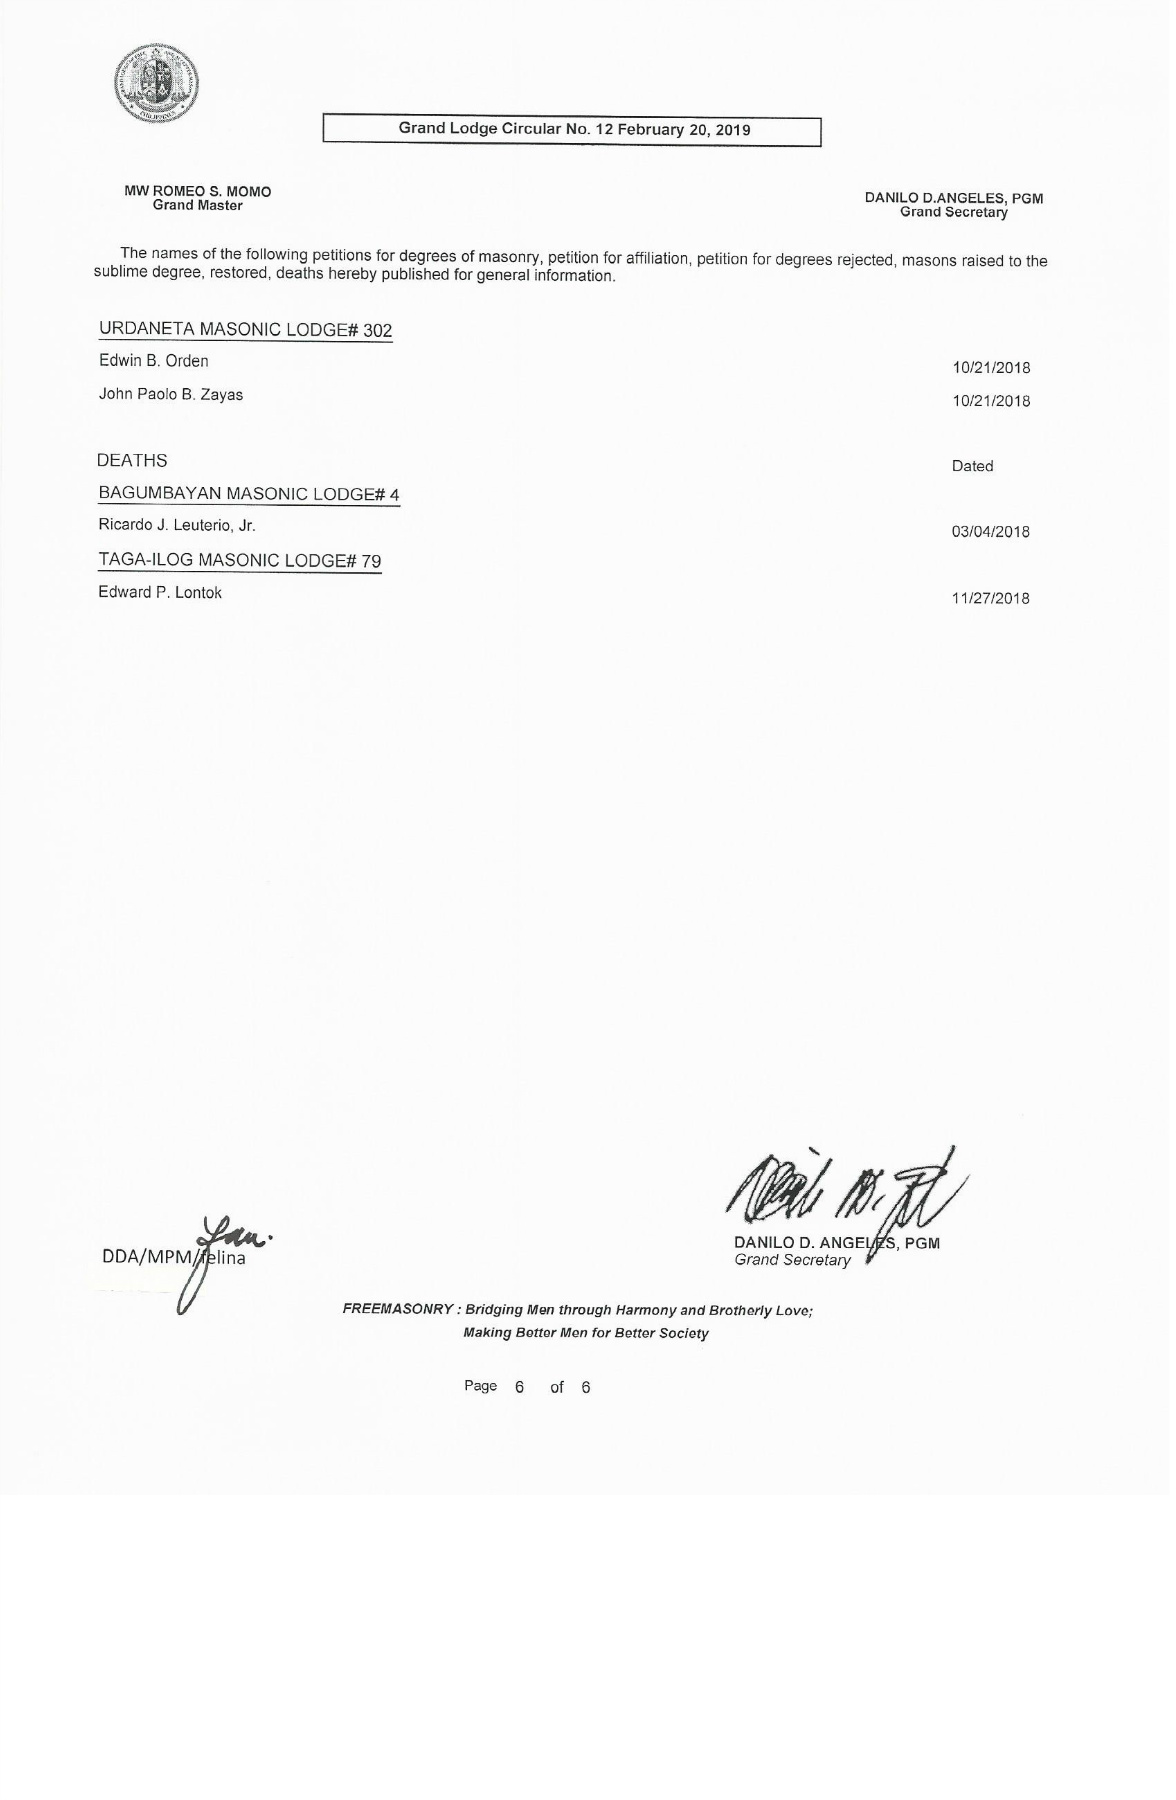 PHILIPPINES
Grand Lodge Circular No. 12 February 20, 2019
MW ROMEO S. MOMO
Grand Master
DANILO D.ANGELES, PGM
Grand Secretary
The names of the following petitions for degrees of masonry, petition for affiliation, petition for degrees rejected, masons raised to the
sublime degree, restored, deaths hereby published for general information.
URDANETA MASONIC LODGE# 302
Edwin B. Orden 10/21/2018
John Paolo B. Zayas 10/21/2018
DEATHS Dated
BAGUMBAYAN MASONIC LODGE# 4
Ricardo J. Leuterio, Jr. 03/04/2018
TAGA-ILOG MASONIC LODGE# 79
Edward P. Lontok 11/27/2018
DDA/MPM/felina
DANILO D. ANGELES, PGM
Grand Secretary
FREEMASONRY : Bridging Men through Harmony and Brotherly Love;
Making Better Men for Better Society
Page 6 of 6